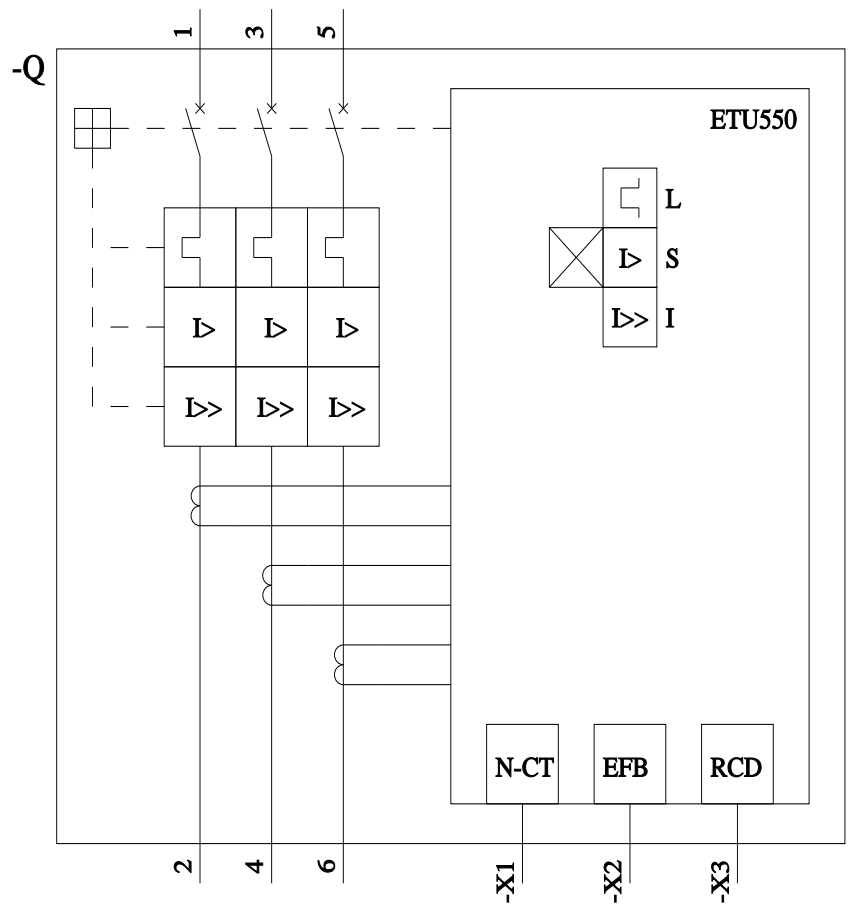 1 3 5
-Q
ETU550
L
I> S
I>> I
I> I> I>
I>> I>> I>>
N-CT EFB RCD
2 4 6 -X1 -X2 -X3